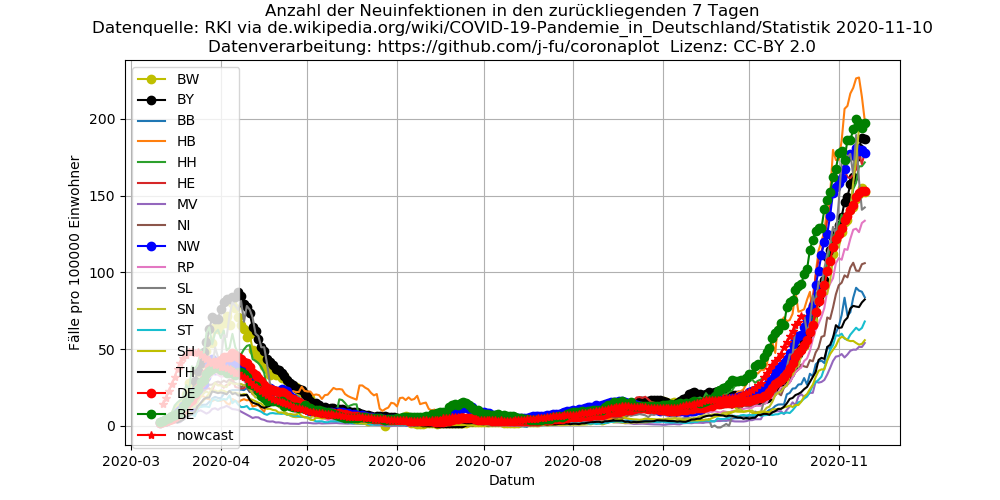 Anzahl der Neuinfektionen in den zurückliegenden 7 Tagen
Datenquelle: RKI via de.wikipedia.org/wiki/COVID-19-Pandemie_in_Deutschland/Statistik 2020-11-10
Datenverarbeitung: https://github.com/j-fu/coronaplot Lizenz: CC-BY 2.0
Fälle pro 100000 Einwohner
200
150
100
50
0
BW
BY
BB
HB
HH
HE
MV
NI
NW
RP
SL
SN
ST
SH
TH
DE
BE
nowcast
2020-03 2020-04 2020-05 2020-06 2020-07 2020-08 2020-09 2020-10 2020-11
Datum